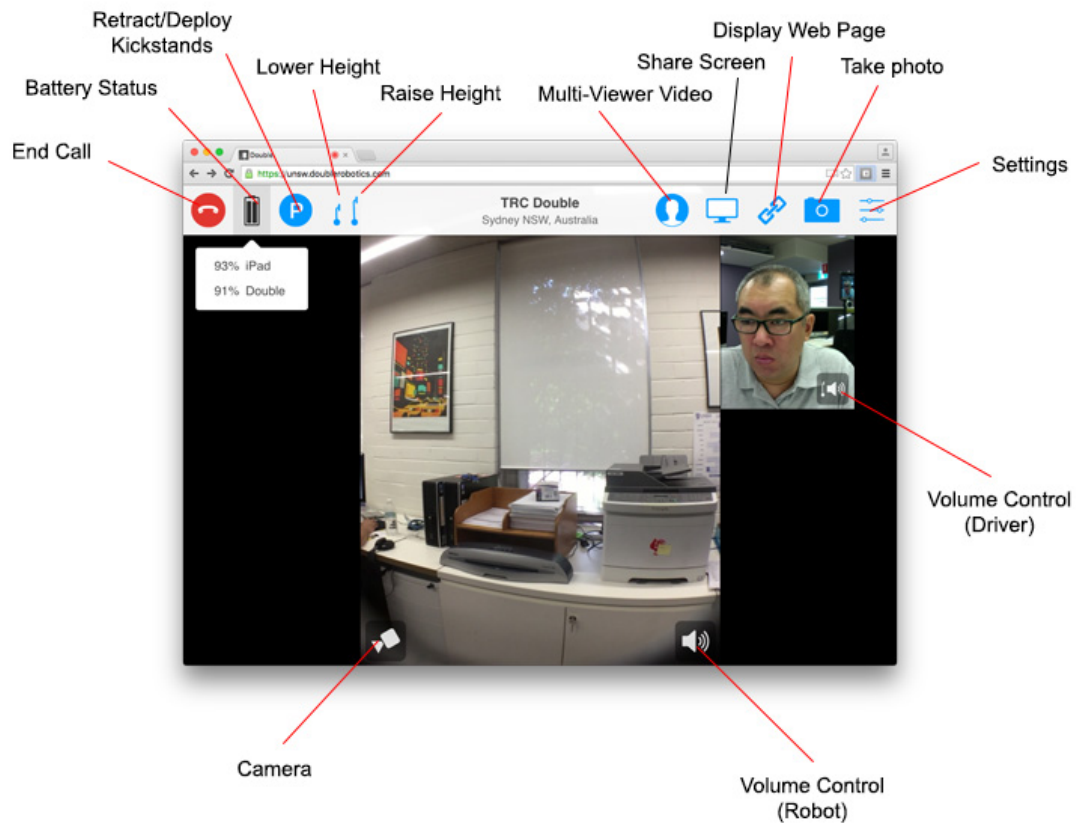 Retract/Deploy
Kickstands
Display Web Page
Lower Height
Share Screen
Take photo
Battery Status
Raise Height
Multi-Viewer Video
End Call
Settings
Double
https://unsw.doublerobotics.com
P
TRC Double
Sydney NSW, Australia
93% iPad
91% Double
Volume Control
(Driver)
Camera
Volume Control
(Robot)